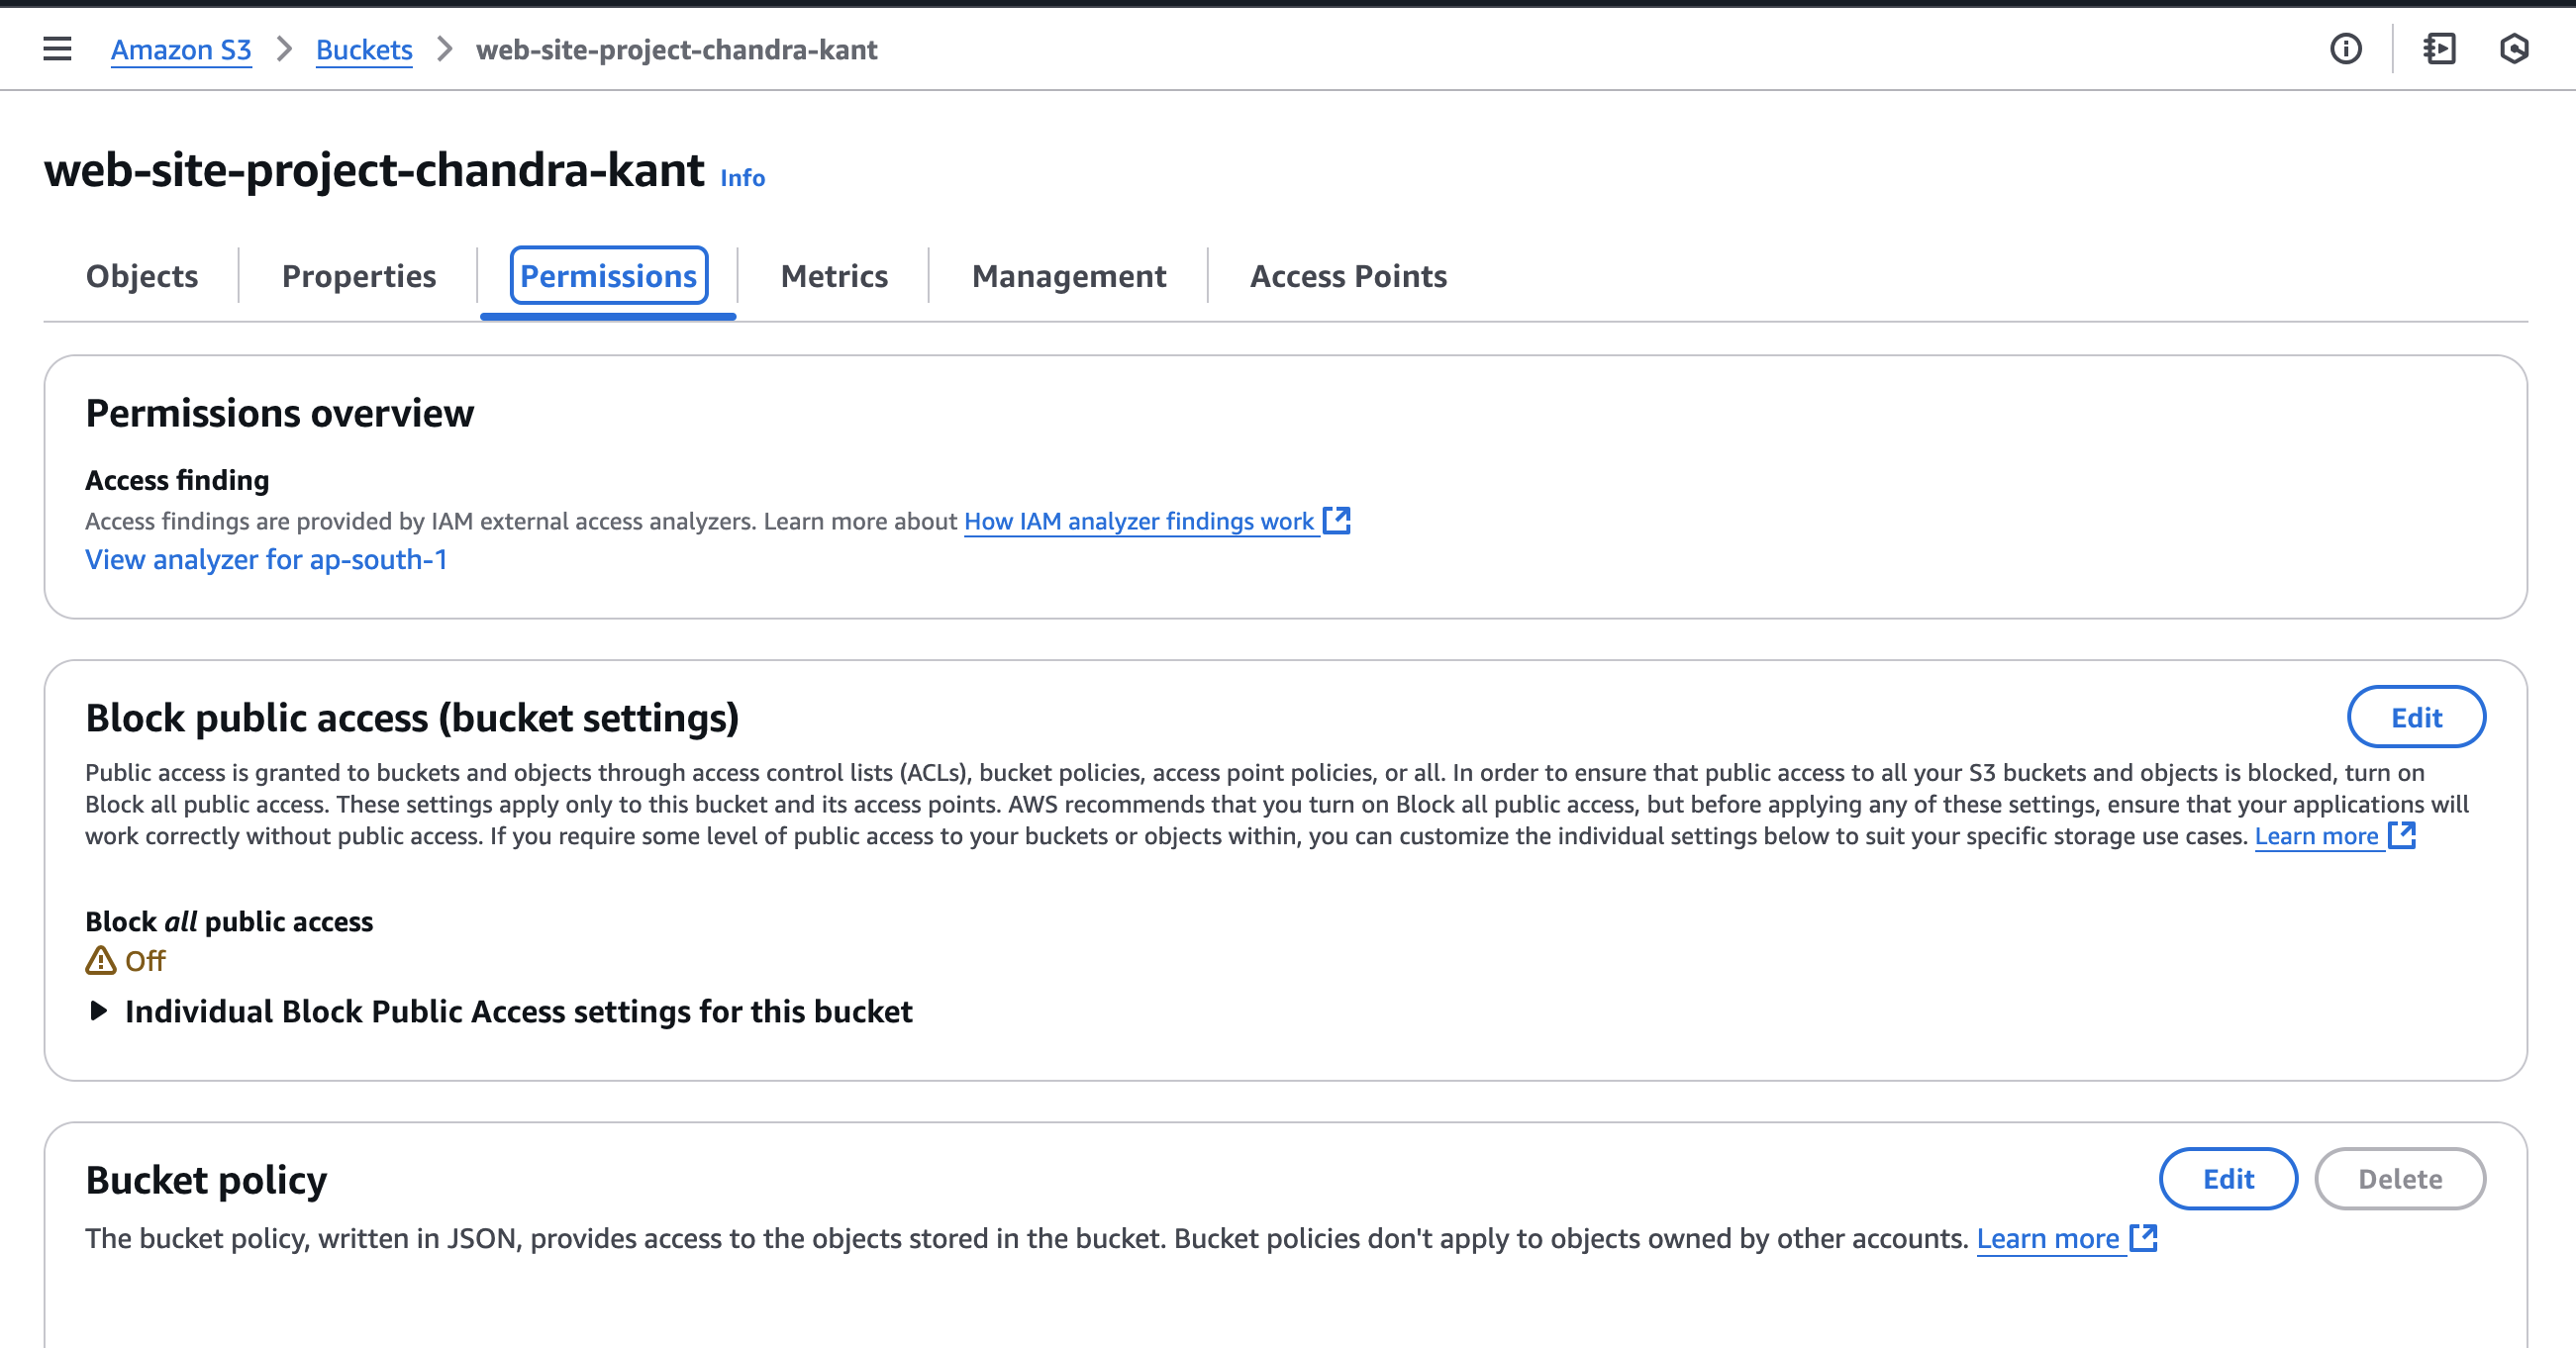 Amazon S3 > Buckets > web-site-project-chandra-kant
web-site-project-chandra-kant Info
Objects Properties Permissions Metrics Management Access Points
Permissions overview
Access finding
Access findings are provided by IAM external access analyzers. Learn more about How IAM analyzer findings work
View analyzer for ap-south-1
Block public access (bucket settings)
Edit
Public access is granted to buckets and objects through access control lists (ACLs), bucket policies, access point policies, or all. In order to ensure that public access to all your S3 buckets and objects is blocked, turn on
Block all public access. These settings apply only to this bucket and its access points. AWS recommends that you turn on Block all public access, but before applying any of these settings, ensure that your applications will
work correctly without public access. If you require some level of public access to your buckets or objects within, you can customize the individual settings below to suit your specific storage use cases. Learn more
Block all public access
Off
Individual Block Public Access settings for this bucket
Bucket policy
Edit Delete
The bucket policy, written in JSON, provides access to the objects stored in the bucket. Bucket policies don't apply to objects owned by other accounts. Learn more